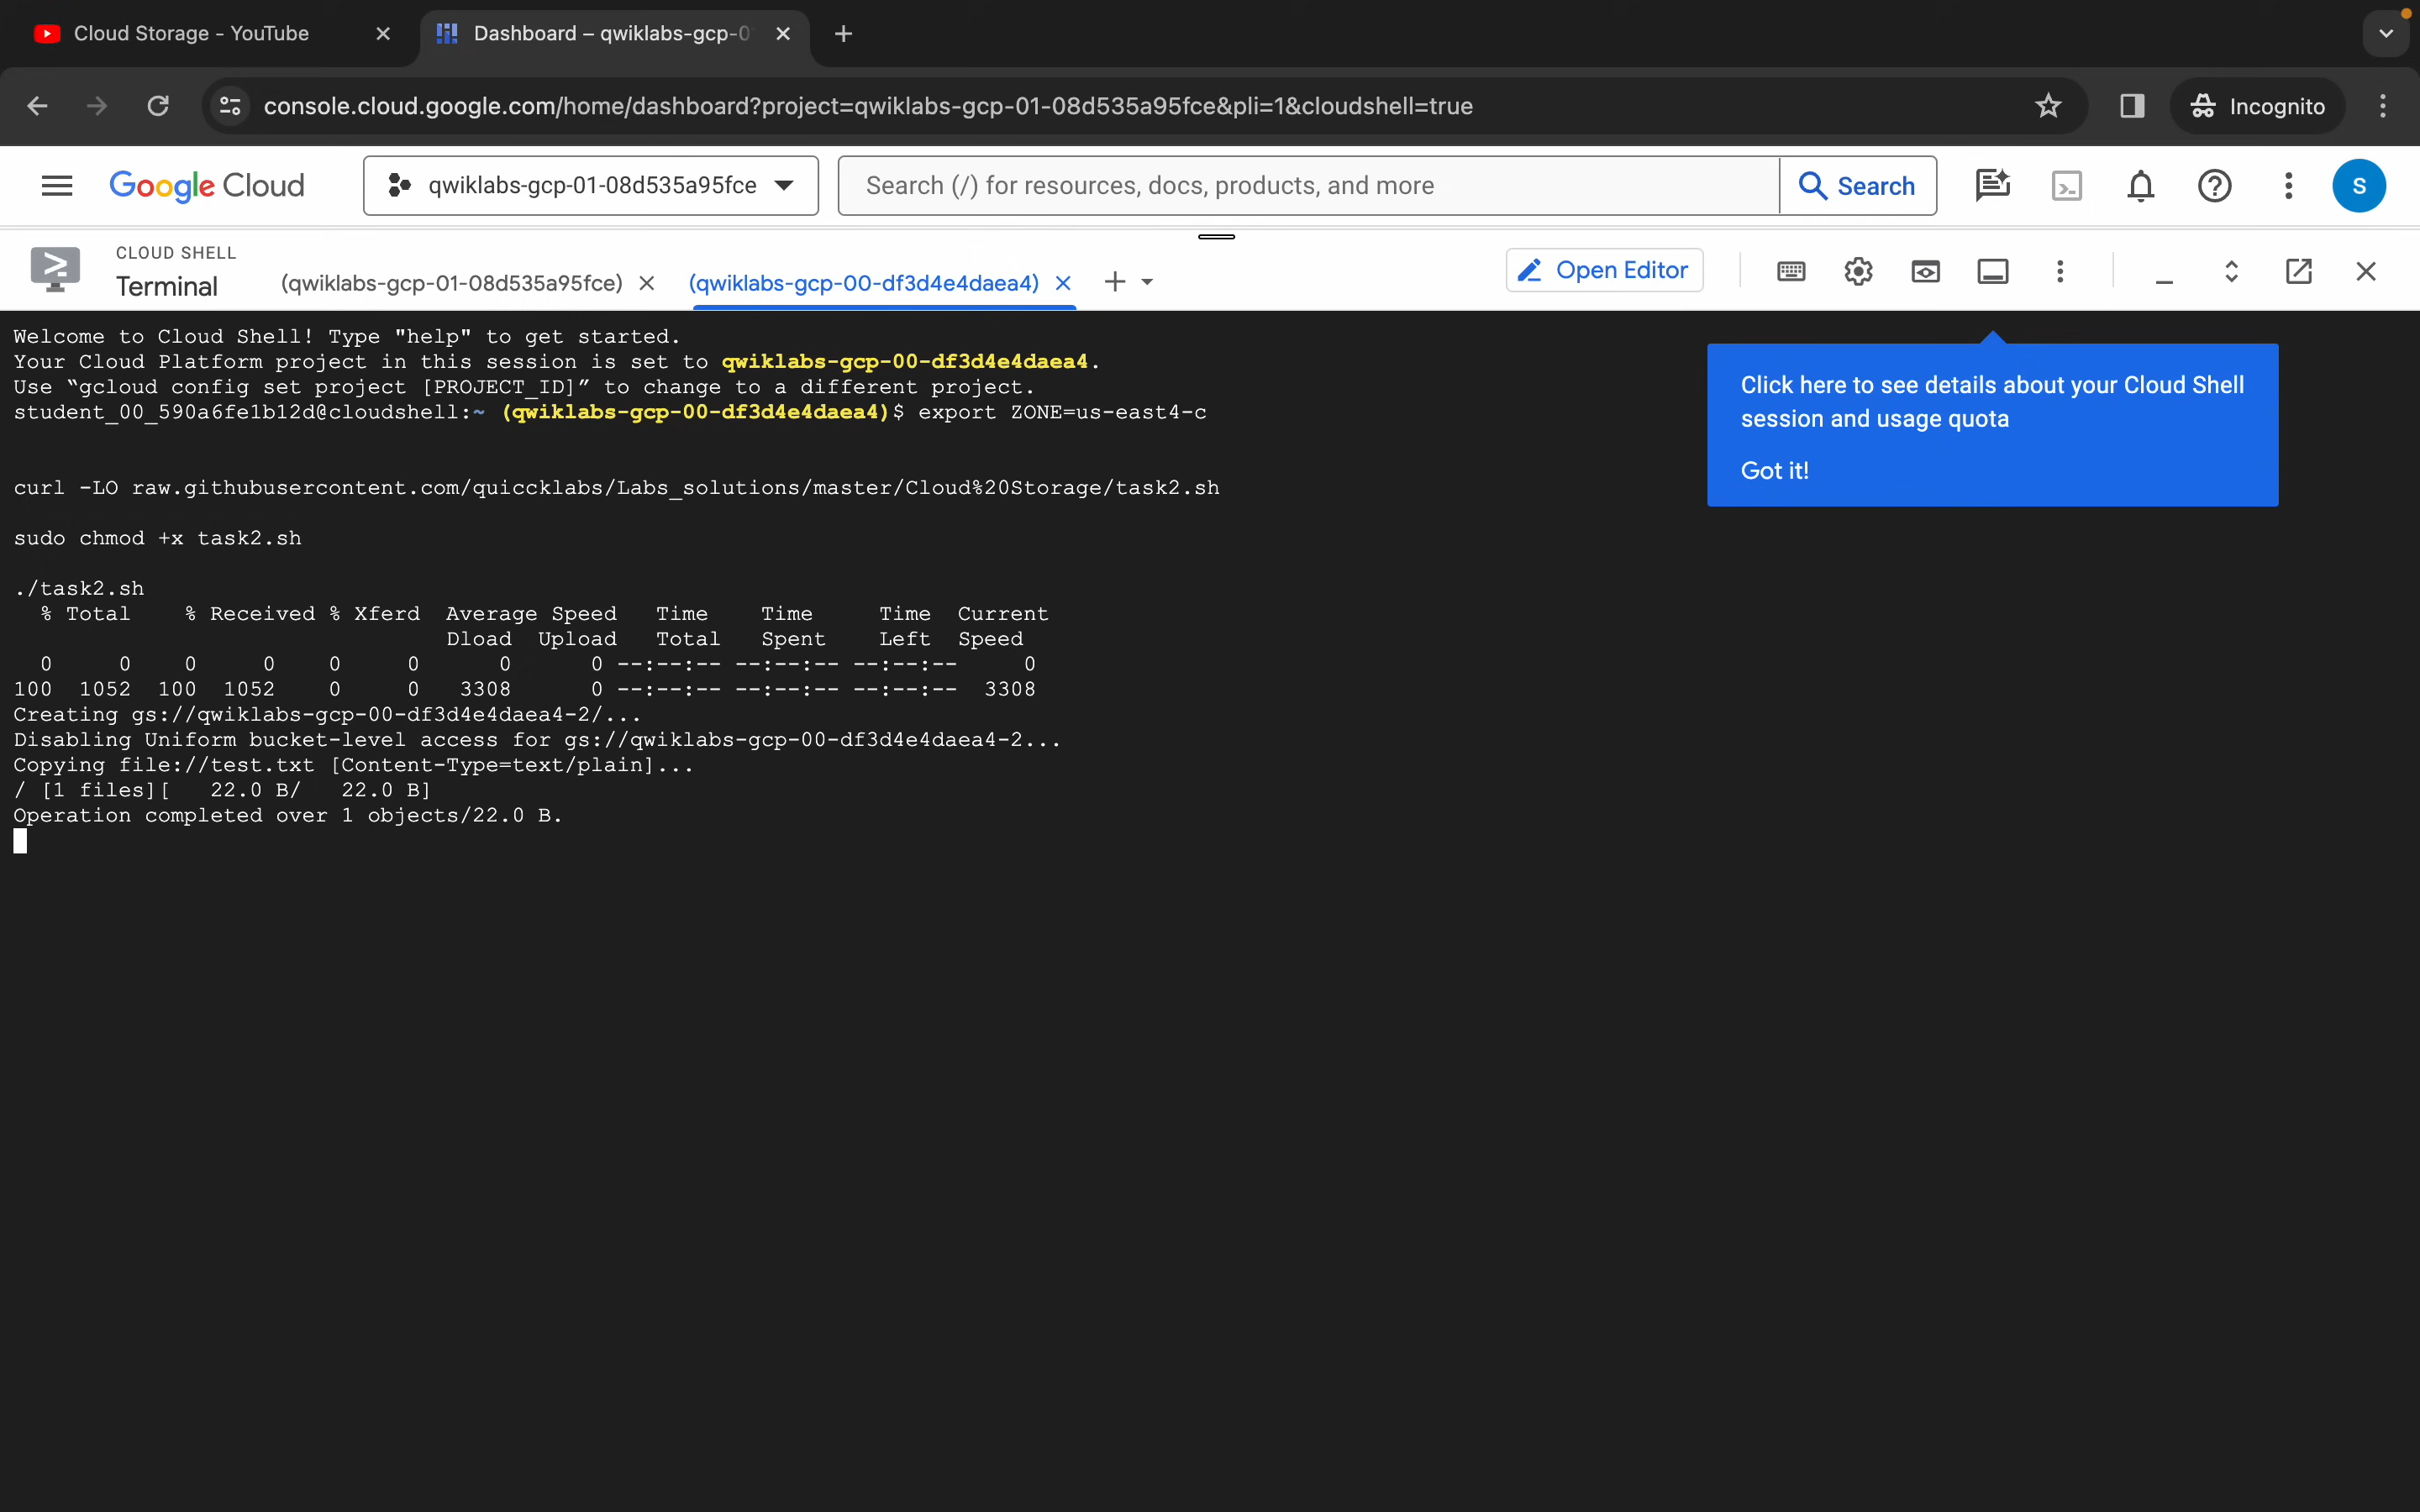 Cloud Storage - YouTube
Dashboard – qwiklabs-gcp-0
console.cloud.google.com/home/dashboard?project=qwiklabs-gcp-01-08d535a95fce&pli=1&cloudshell=true
Incognito
Google Cloud
qwiklabs-gcp-01-08d535a95fce
Search (/) for resources, docs, products, and more
Search
S
CLOUD SHELL
Terminal
(qwiklabs-gcp-01-08d535a95fce)
(qwiklabs-gcp-00-df3d4e4daea4)
Open Editor
Welcome to Cloud Shell! Type "help" to get started.
Your Cloud Platform project in this session is set to qwiklabs-gcp-00-df3d4e4daea4.
Use “gcloud config set project [PROJECT_ID]” to change to a different project.
student_00_590a6fe1b12d@cloudshell:~ (qwiklabs-gcp-00-df3d4e4daea4)$ export ZONE=us-east4-c
curl -LO raw.githubusercontent.com/quiccklabs/Labs_solutions/master/Cloud%20Storage/task2.sh
sudo chmod +x task2.sh
./task2.sh
% Total % Received % Xferd Average Speed Time Time Time Current
Dload Upload Total Spent Left Speed
0 0 0 0 0 0 0 0 --:--:-- --:--:-- --:--:-- 0
100 1052 100 1052 0 0 3308 0 --:--:-- --:--:-- --:--:-- 3308
Creating gs://qwiklabs-gcp-00-df3d4e4daea4-2/...
Disabling Uniform bucket-level access for gs://qwiklabs-gcp-00-df3d4e4daea4-2...
Copying file://test.txt [Content-Type=text/plain]...
/ [1 files][ 22.0 B/ 22.0 B]
Operation completed over 1 objects/22.0 B.
Click here to see details about your Cloud Shell
session and usage quota
Got it!